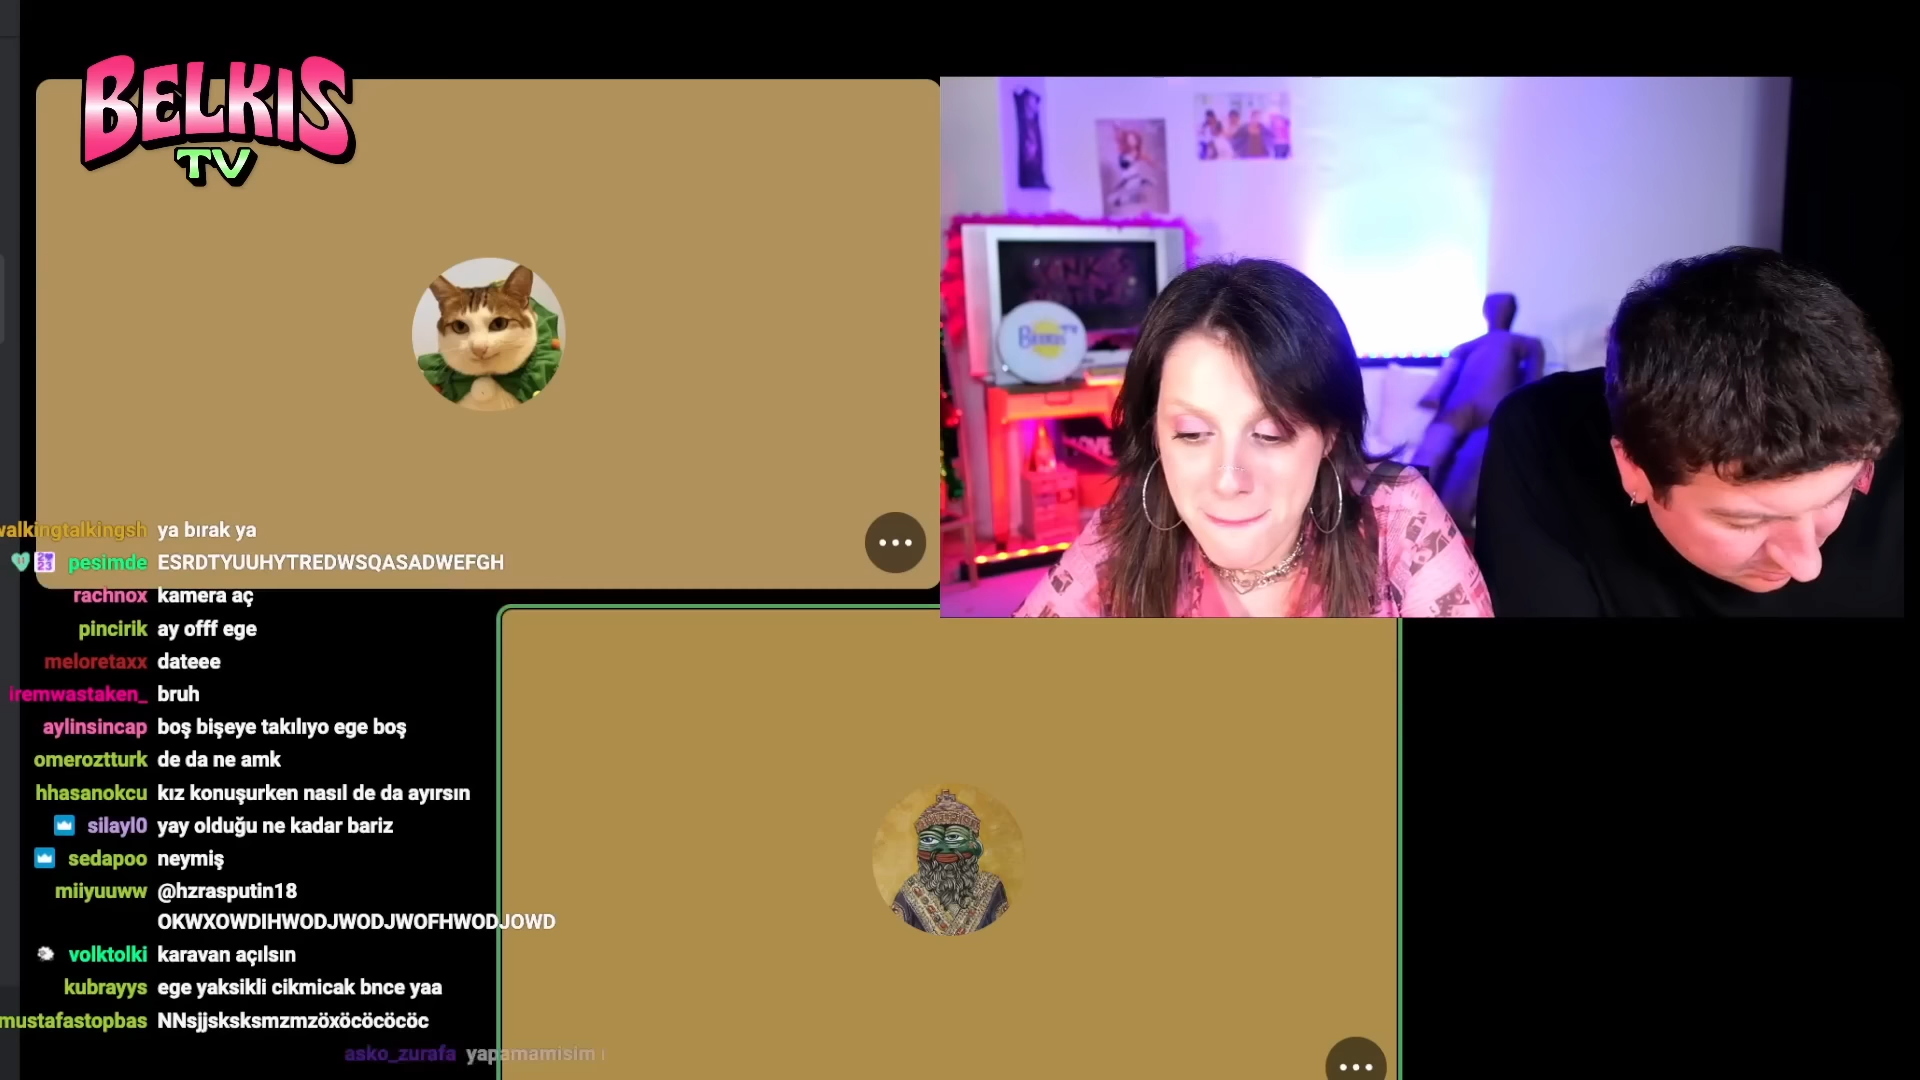 BELKIS
TV
walkingtalkingsh ya bırak ya
pesimde ESRDTYUUHYTREDWSQASADWEFGH
rachnox kamera aç
pincirik ay offf ege
meloretaxx dateee
iremwastaken_ bruh
aylinsincap boş bişeye takılıyo ege boş
omeroztturk de da ne amk
hhasanokcu kız konuşurken nasıl de da ayırsın
silayl0 yay olduğu ne kadar bariz
sedapoo neymiş
miiyuuww @hzrasputin18
OKWXOWDIHWODJWODJWOFHWODJOWD
volktolki karavan açılsın
kubrayys ege yaksikli cikmicak bnce yaa
mustafastopbas NNsjjsksksmzmzöxöcöcöcöc
asko_zurafa yapamamisim